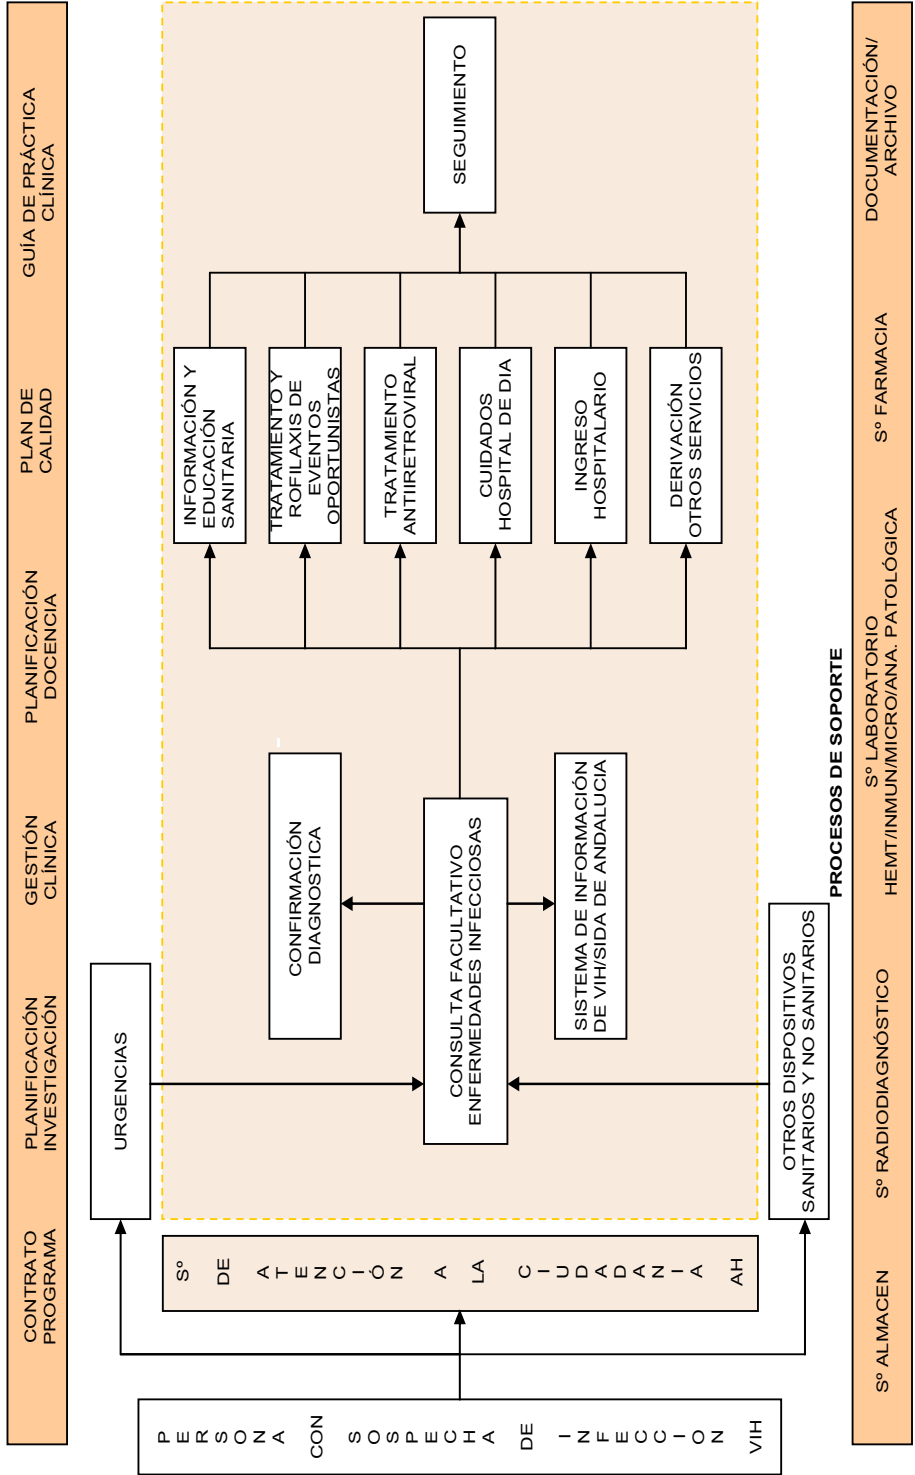 CONTRATO
PROGRAMA
PLANIFICACIÓN
INVESTIGACIÓN
GESTIÓN
CLÍNICA
PLANIFICACIÓN
DOCENCIA
PLAN DE
CALIDAD
GUÍA DE PRÁCTICA
CLÍNICA
PERSONA CON SOSPECHA DE INFECCION VIH
Sº DE ATENCIÓN A LA CIUDADANIA AH
URGENCIAS
CONFIRMACIÓN
DIAGNOSTICA
CONSULTA FACULTATIVO
ENFERMEDADES INFECCIOSAS
SISTEMA DE INFORMACIÓN
DE VIH/SIDA DE ANDALUCIA
OTROS DISPOSITIVOS
SANITARIOS Y NO SANITARIOS
INFORMACIÓN Y
EDUCACIÓN
SANITARIA
TRATAMIENTO Y
ROFILAXIS DE
EVENTOS
OPORTUNISTAS
TRATAMIENTO
ANTIIRETROVIRAL
CUIDADOS
HOSPITAL DE DIA
INGRESO
HOSPITALARIO
DERIVACIÓN
OTROS SERVICIOS
SEGUIMIENTO
PROCESOS DE SOPORTE
Sº ALMACEN
Sº RADIODIAGNÓSTICO
Sº LABORATORIO
HEMT/INMUN/MICRO/ANA. PATOLÓGICA
Sº FARMACIA
DOCUMENTACIÓN/
ARCHIVO